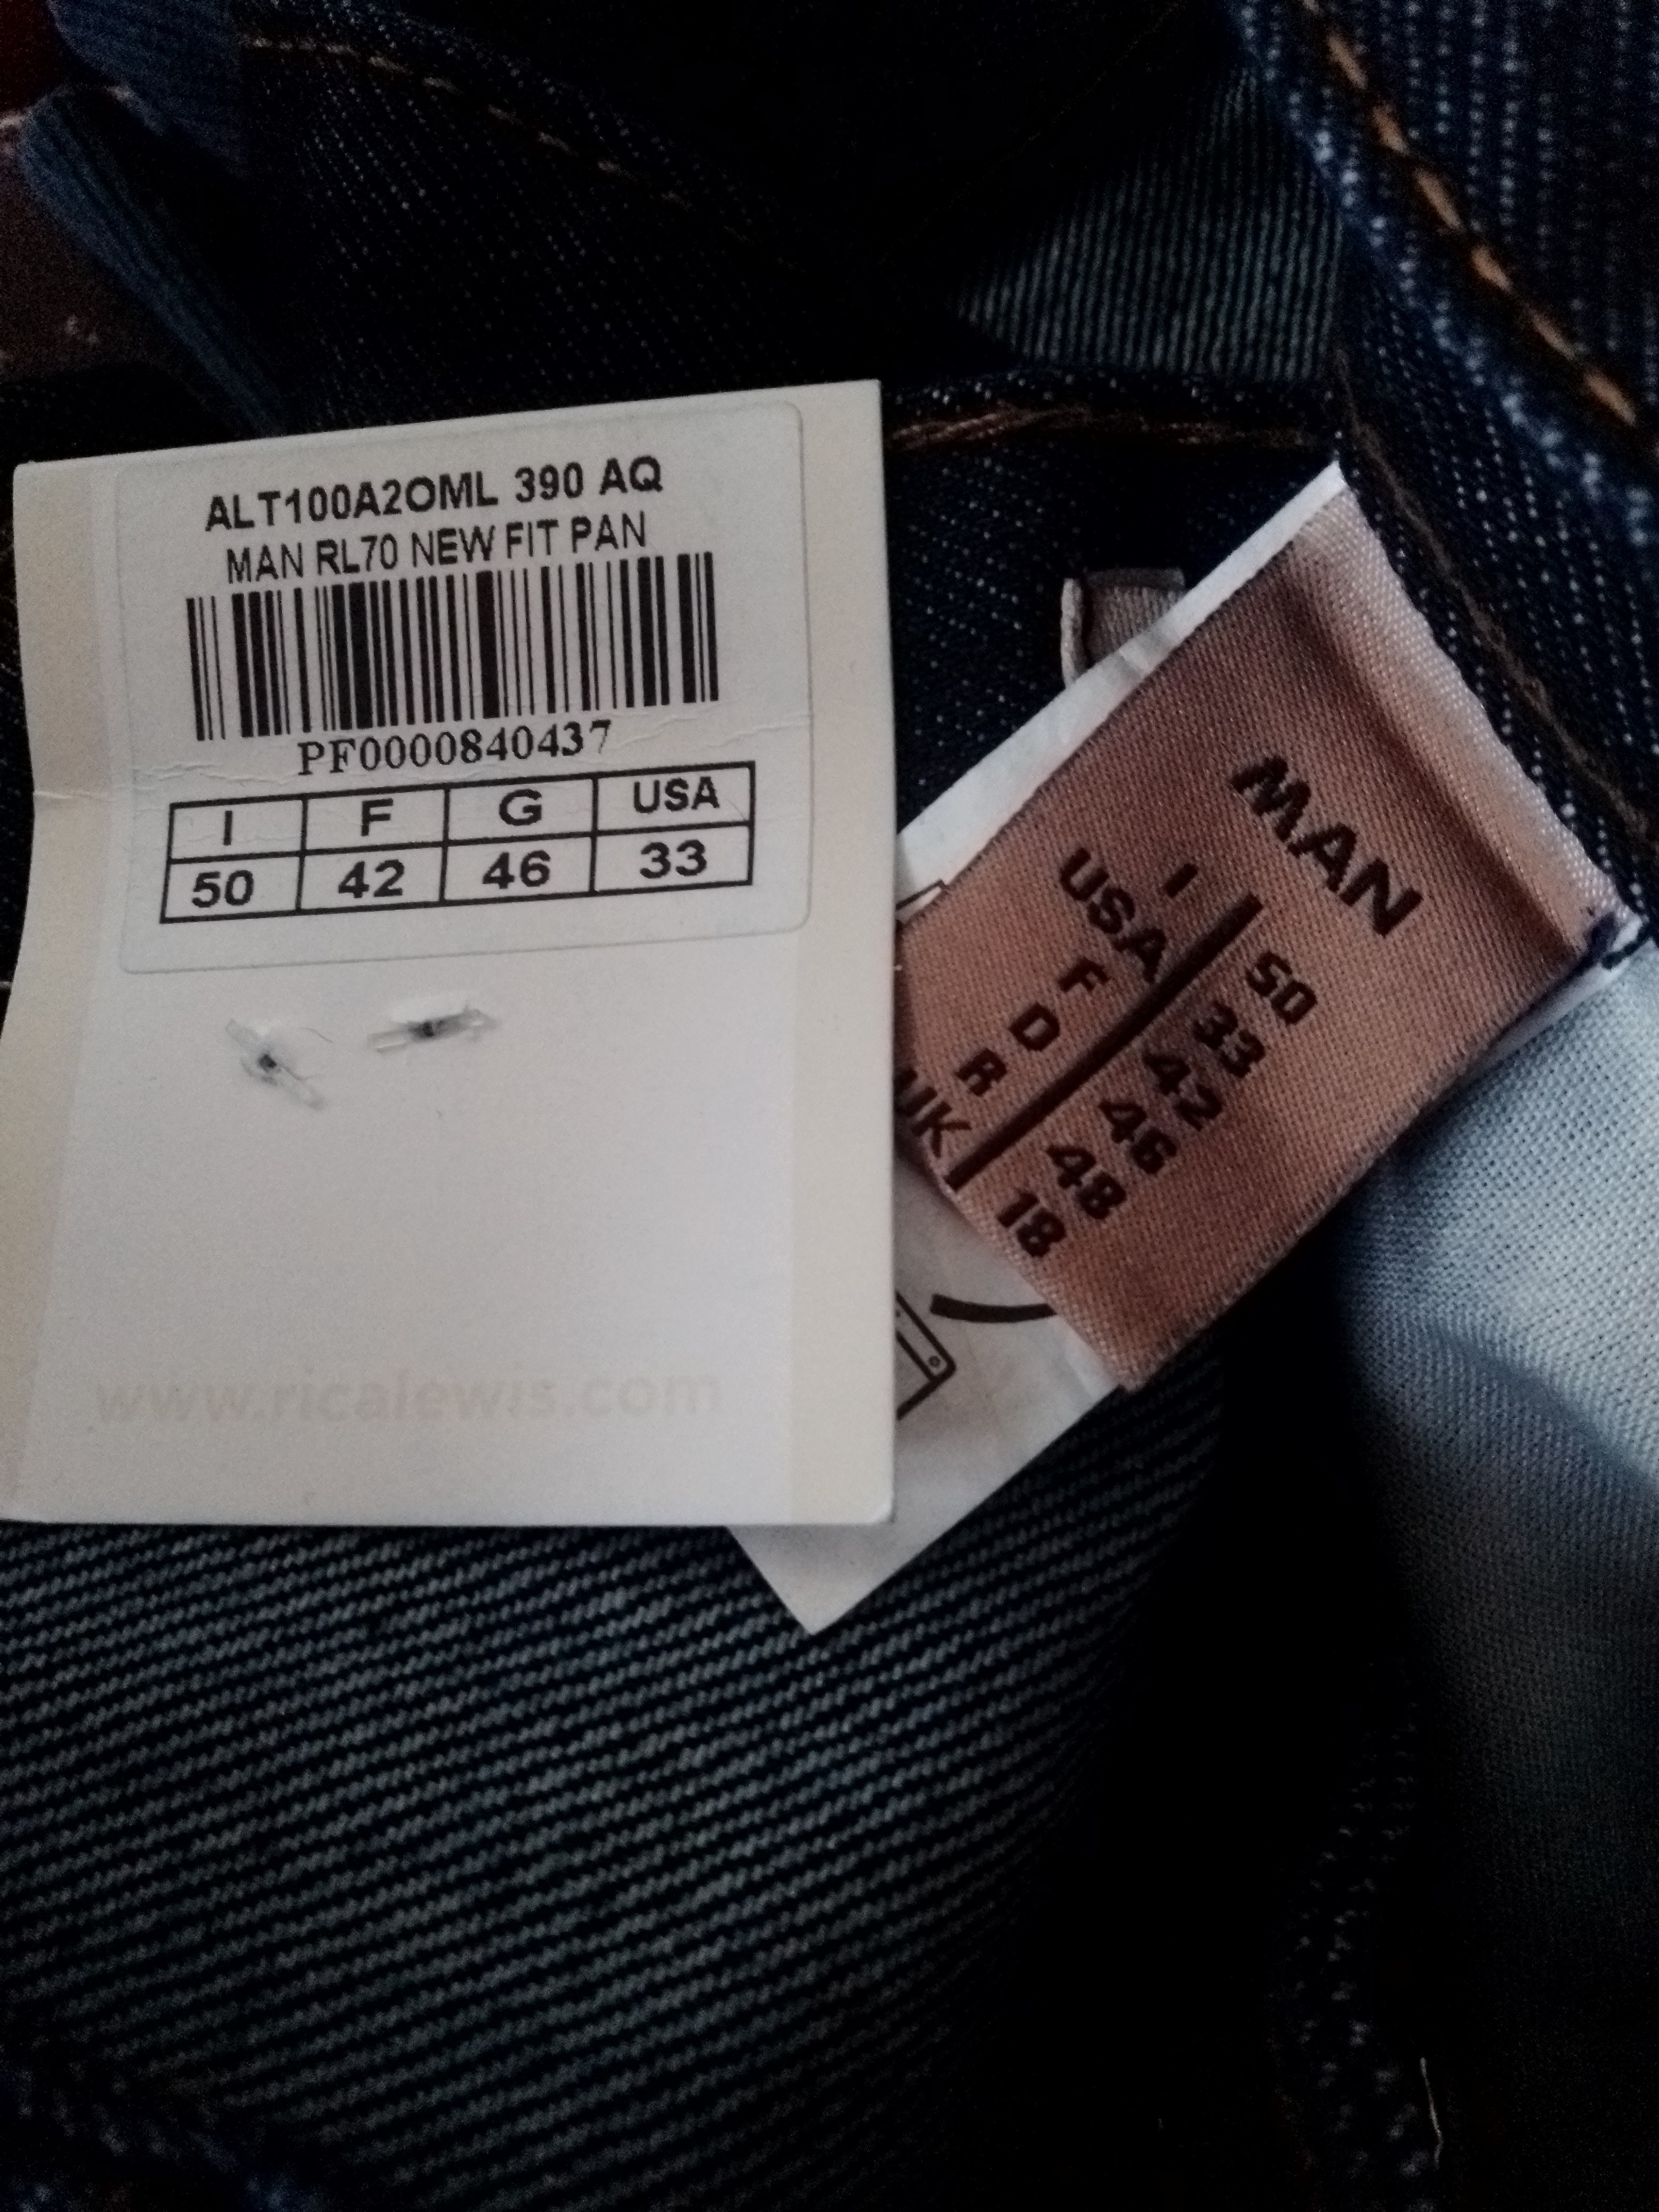 ALT100A2OML 390 AQ
MAN RL70 NEW FIT PAN
PF0000840437
I F G USA
50 42 46 33
www.ricalewis.com
MAN
I 50
USA 33
F 42
D 46
R 48
UK 18